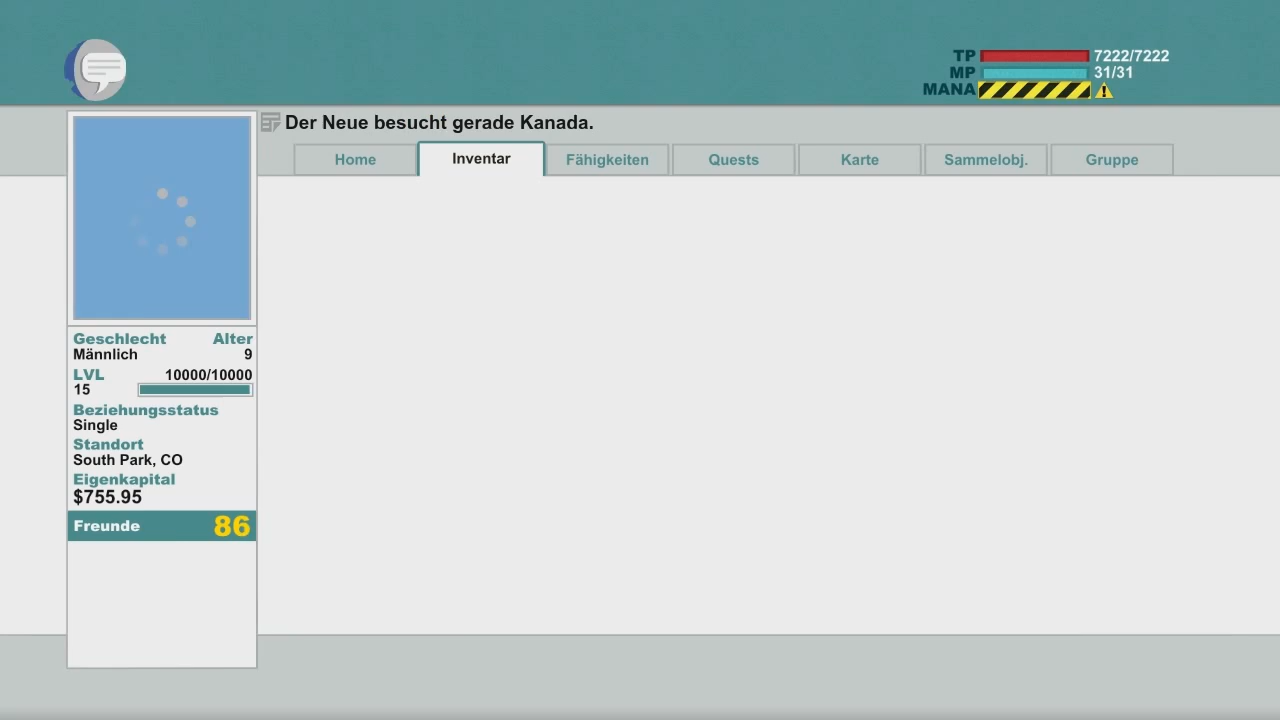 TP 7222/7222
MP 31/31
MANA
Der Neue besucht gerade Kanada.
Home Inventar Fähigkeiten Quests Karte Sammelobj. Gruppe
Geschlecht Alter
Männlich 9
LVL 10000/10000
15
Beziehungsstatus
Single
Standort
South Park, CO
Eigenkapital
$755.95
Freunde 86